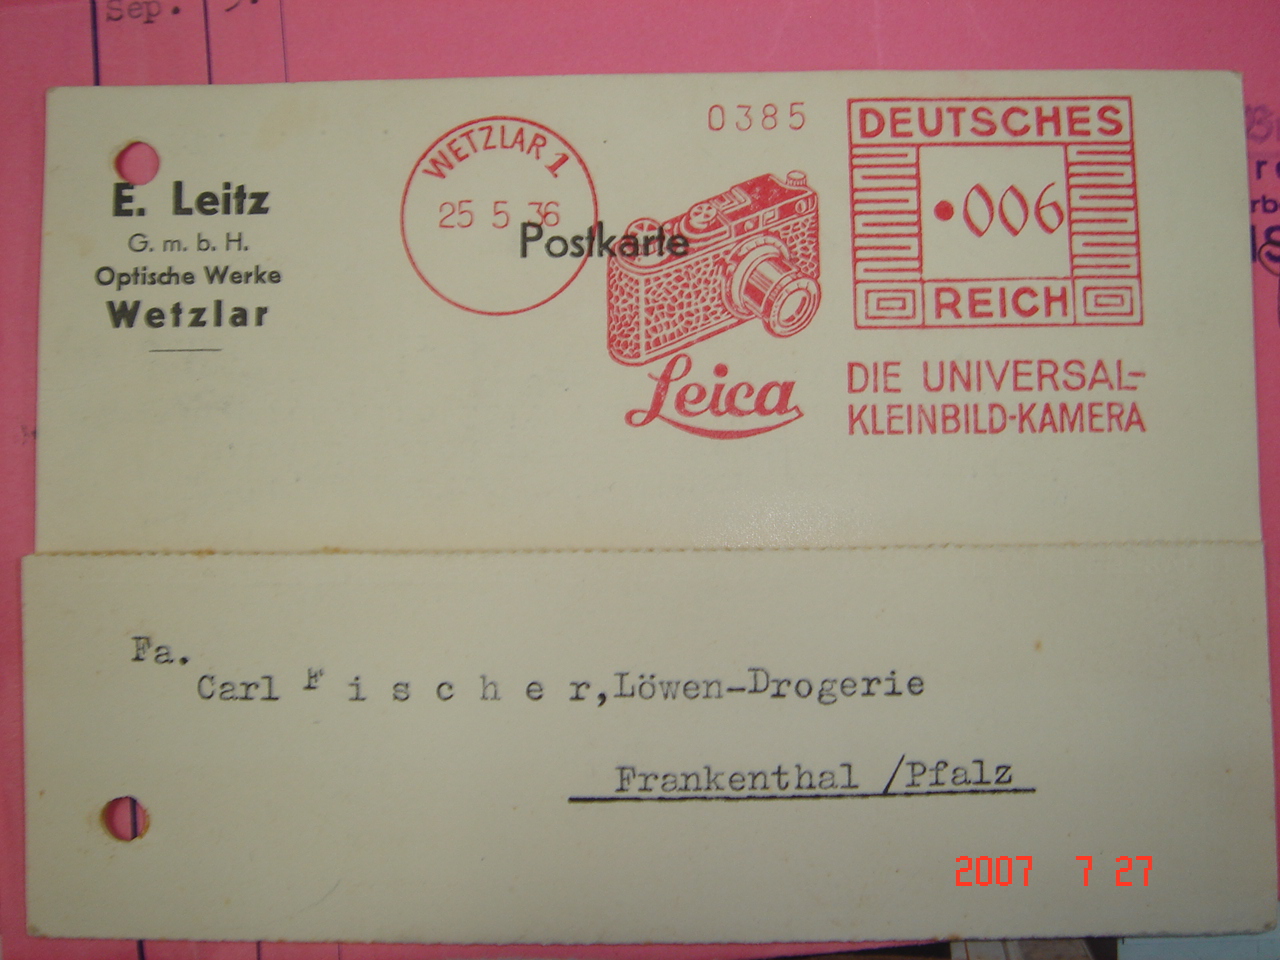 Sep.
E. Leitz
G. m. b. H.
Optische Werke
Wetzlar
WETZLAR 1
25 5 36
Postkarte
0385
Leica
DEUTSCHES
006
REICH
DIE UNIVERSAL-
KLEINBILD-KAMERA
Fa.
Carl F i s c h e r, Löwen-Drogerie
Frankenthal /Pfalz
2007 7 27